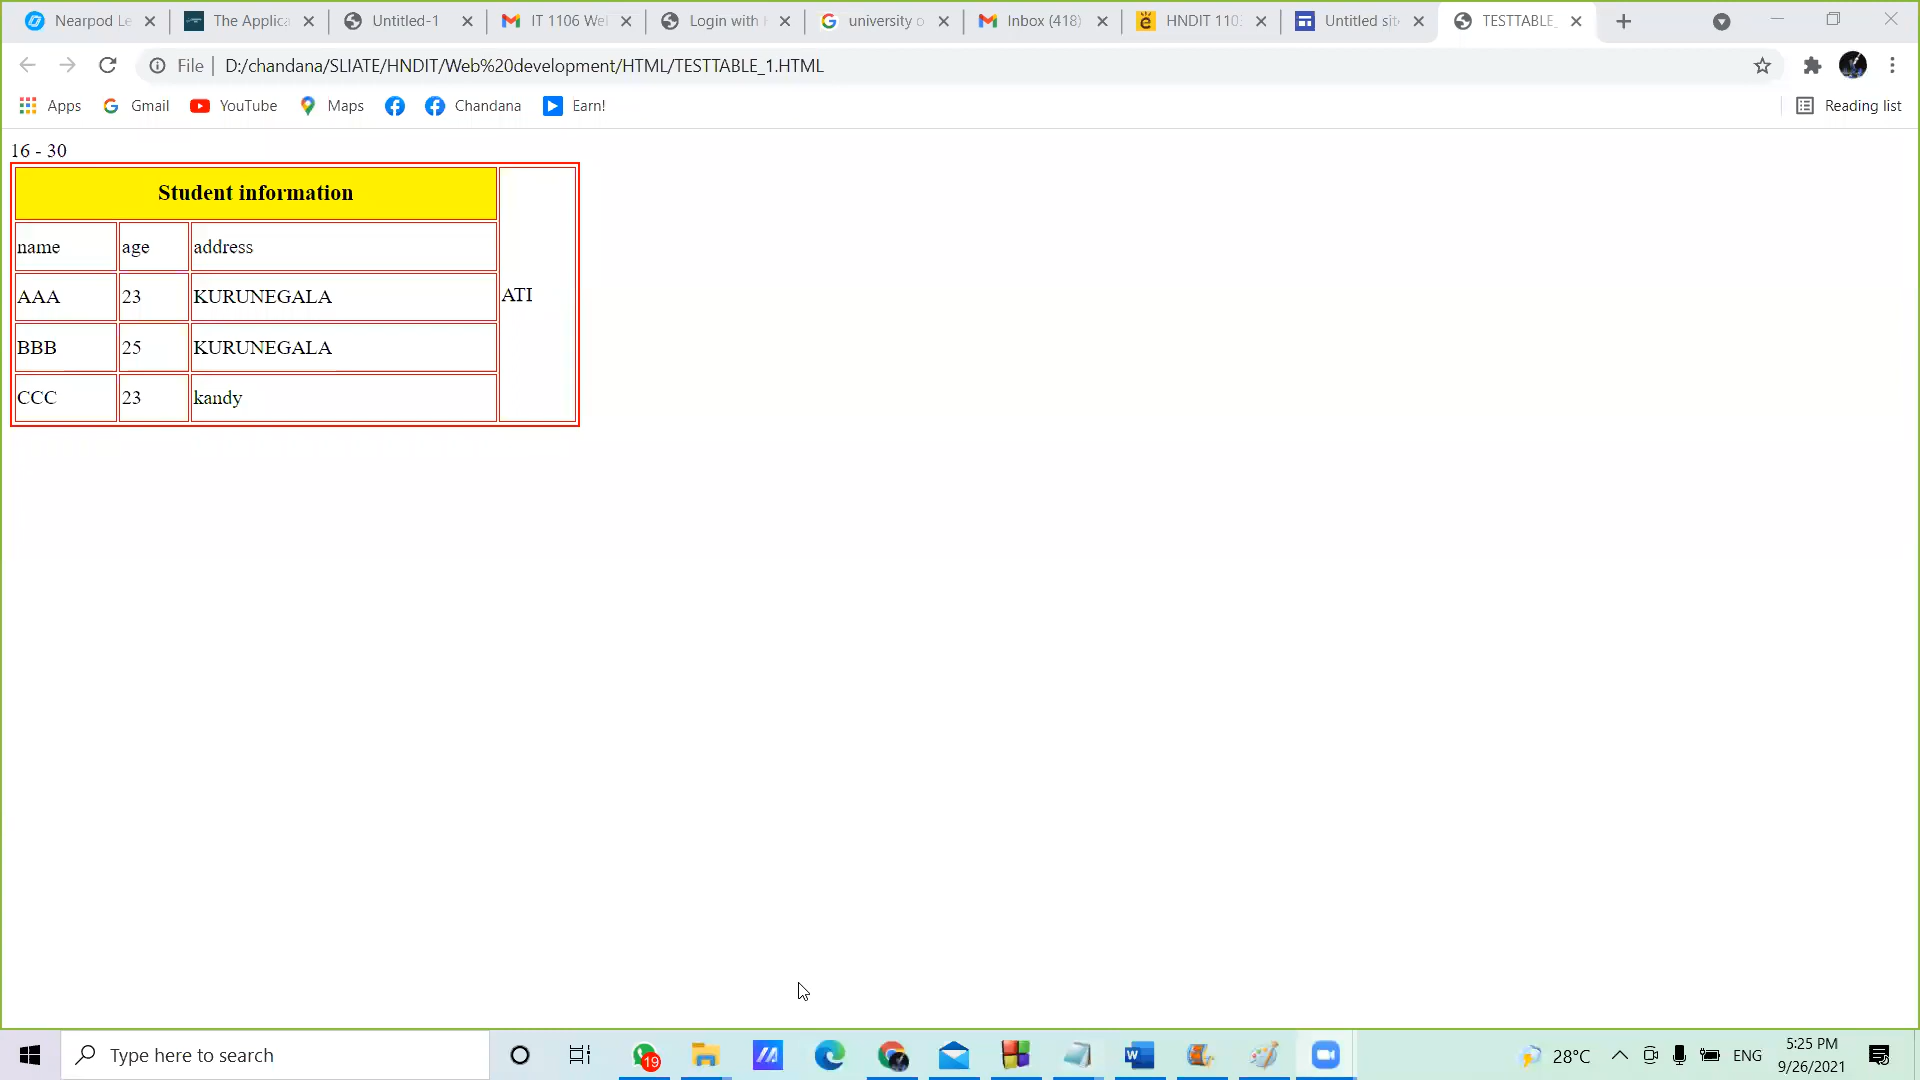 Nearpod Le
The Applica
Untitled-1
IT 1106 Wel
Login with
university o
Inbox (418)
HNDIT 110
Untitled sit
TESTTABLE_
File
D:/chandana/SLIATE/HNDIT/Web%20development/HTML/TESTTABLE_1.HTML
Apps Gmail YouTube Maps Chandana Earn! Reading list
16 - 30
Student information
name age address
AAA 23 KURUNEGALA
ATI
BBB 25 KURUNEGALA
CCC 23 kandy
Type here to search
19
28°C
ENG
5:25 PM
9/26/2021